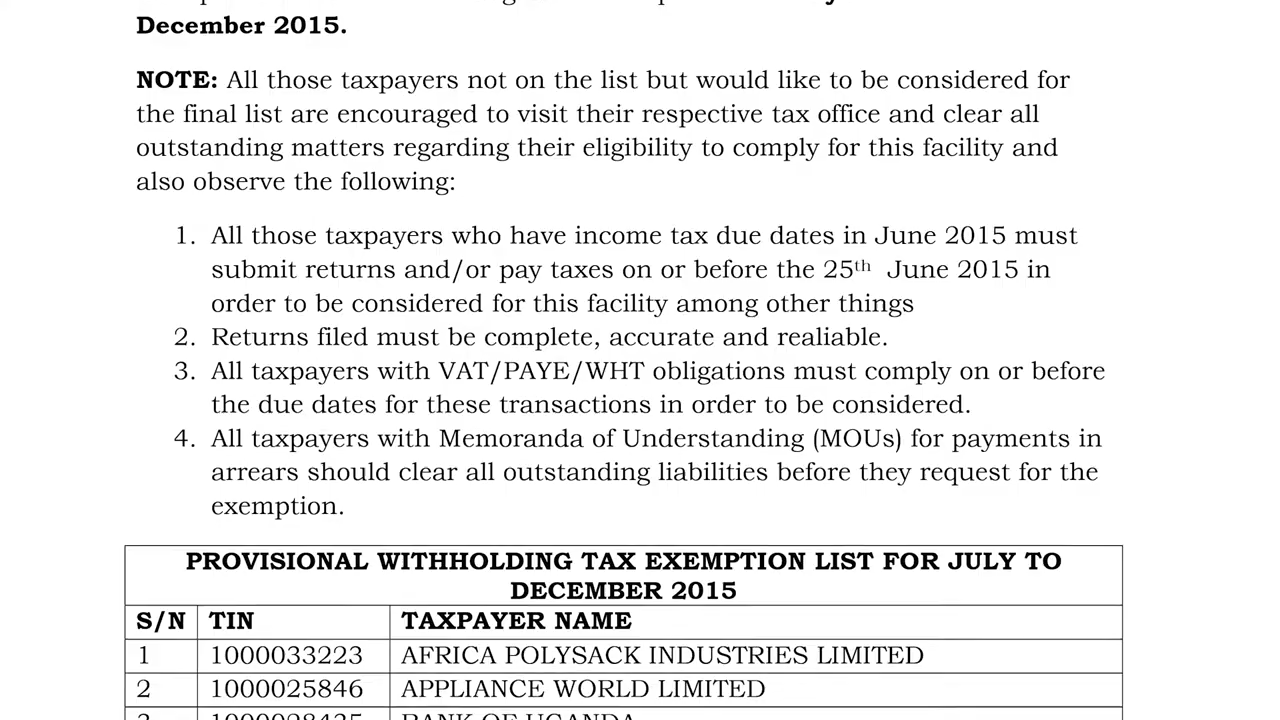 December 2015.
NOTE: All those taxpayers not on the list but would like to be considered for
the final list are encouraged to visit their respective tax office and clear all
outstanding matters regarding their eligibility to comply for this facility and
also observe the following:
1. All those taxpayers who have income tax due dates in June 2015 must
submit returns and/or pay taxes on or before the 25th June 2015 in
order to be considered for this facility among other things
2. Returns filed must be complete, accurate and realiable.
3. All taxpayers with VAT/PAYE/WHT obligations must comply on or before
the due dates for these transactions in order to be considered.
4. All taxpayers with Memoranda of Understanding (MOUs) for payments in
arrears should clear all outstanding liabilities before they request for the
exemption.
PROVISIONAL WITHHOLDING TAX EXEMPTION LIST FOR JULY TO
DECEMBER 2015
S/N TIN TAXPAYER NAME
1 1000033223 AFRICA POLYSACK INDUSTRIES LIMITED
2 1000025846 APPLIANCE WORLD LIMITED
3 1000028435 BANK OF UGANDA